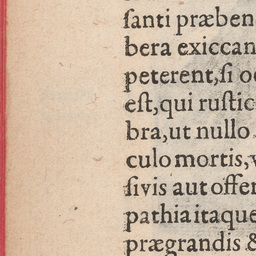 ſanti præben
bera exiccan
peterent,ſi o
eſt,qui ruſtic
bra,ut nullo
culo mortis,
ſivis aut offer
pathia itaque
prægrandis &